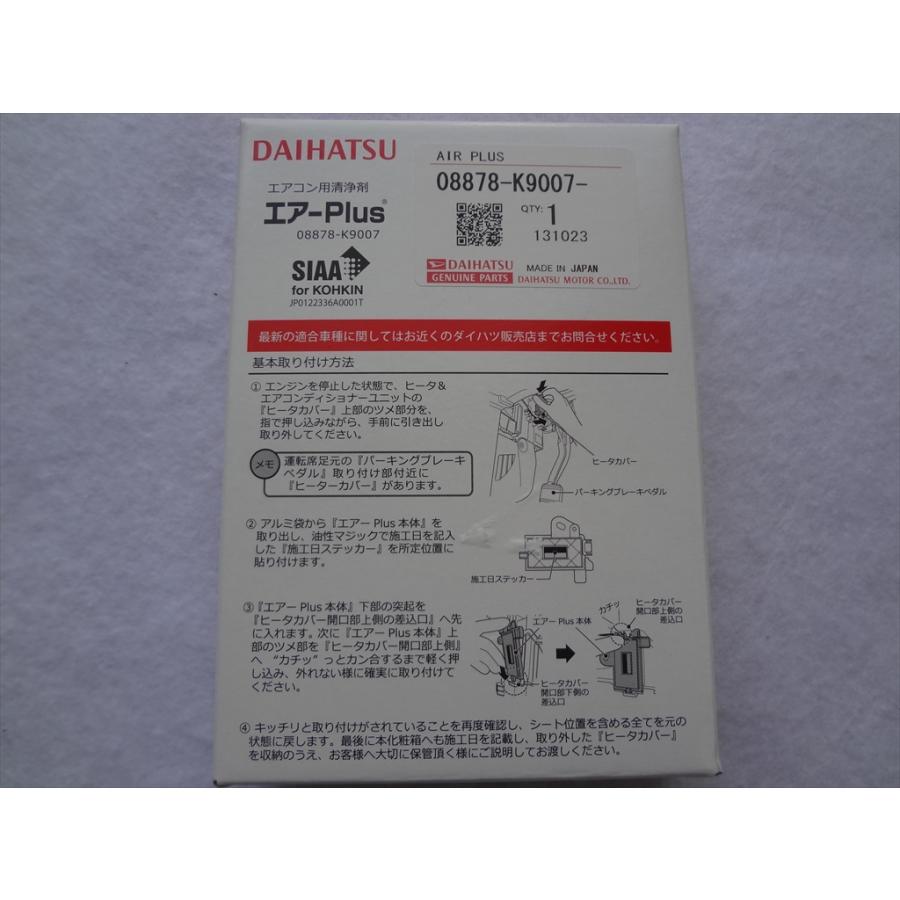 DAIHATSU
エアコン用清浄剤
エアーPlus®
08878-K9007
SIAA
for KOHKIN
JP0122336A0001T
AIR PLUS
08878-K9007-
QTY: 1
131023
DAIHATSU
GENUINE PARTS
MADE IN JAPAN
DAIHATSU MOTOR CO.,LTD.
最新の適合車種に関してはお近くのダイハツ販売店までお問合せください。
基本取り付け方法
① エンジンを停止した状態で、ヒータ&
エアコンディショナーユニットの
『ヒータカバー』上部のツメ部分を、
指で押し込みながら、手前に引き出し
取り外してください。
ヒータカバー
パーキングブレーキペダル
メモ
運転席足元の『パーキングブレーキ
ペダル』取り付け部付近に
『ヒーターカバー』があります。
② アルミ袋から『エアー Plus 本体』を
取り出し、油性マジックで施工日を記入
した『施工日ステッカー』を所定位置に
貼り付けます。
施工日ステッカー
③『エアー Plus 本体』下部の突起を
『ヒータカバー開口部上側の差込口』へ先
に入れます。次に『エアー Plus 本体』上
部のツメ部を『ヒータカバー開口部上側』
へ “カチッ“ っとカン合するまで軽く押
し込み、外れない様に確実に取り付けて
ください。
カチッ
ヒータカバー
開口部上側の
差込口
エアー Plus 本体
ヒータカバー
開口部下側の
差込口
④ キッチリと取り付けがされていることを再度確認し、シート位置を含める全てを元の
状態に戻します。最後に本化粧箱へも施工日を記載し、取り外した『ヒータカバー』
を収納のうえ、お客様へ大切に保管頂く様にご説明してお渡しください。